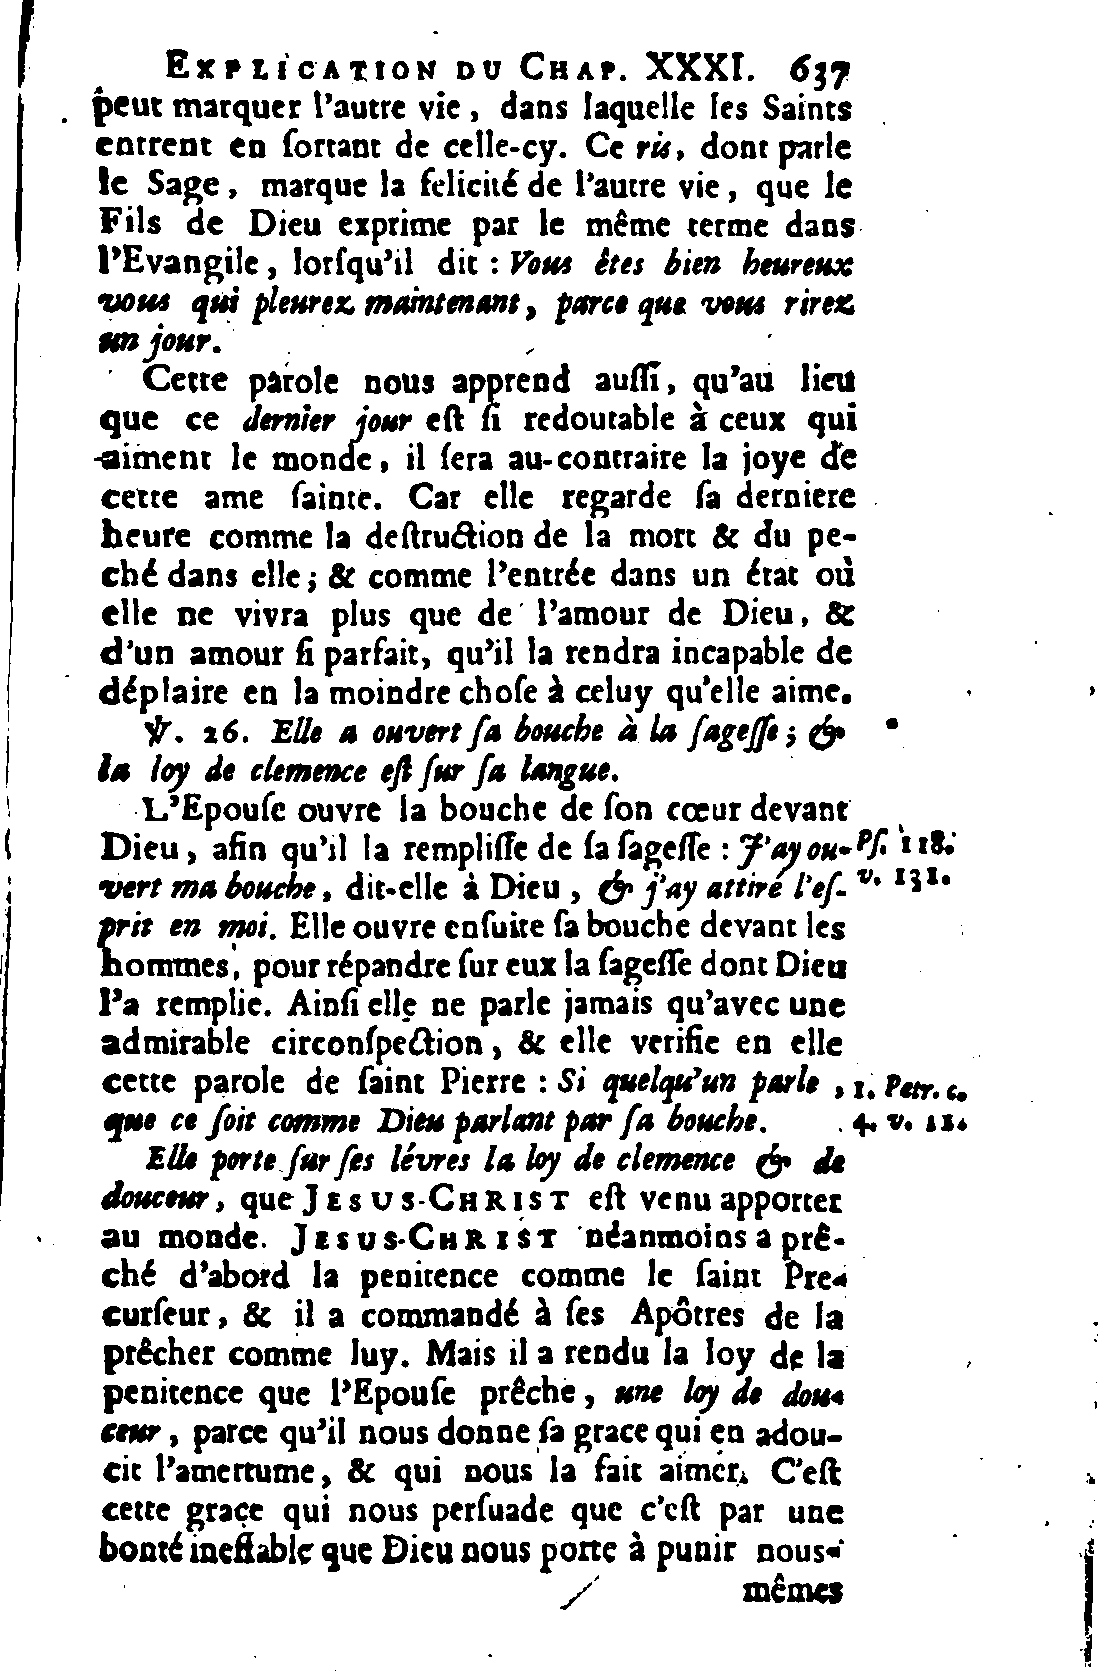 EXPLICATION DU CHAP. XXXI. 637
peut marquer l'autre vie, dans laquelle les Saints
entrent en ſortant de celle-cy. Ce ris, dont parle
le Sage, marque la felicité de l'autre vie, que le
Fils de Dieu exprime par le même terme dans
l'Evangile, lorſqu'il dit : Vous êtes bien heureux
vous qui pleurez maintenant, parce que vous rirez
un jour.
Cette parole nous apprend auſſi, qu'au lieu
que ce dernier jour eſt ſi redoutable à ceux qui
aiment le monde, il ſera au-contraire la joye de
cette ame ſainte. Car elle regarde ſa derniere
heure comme la deſtruction de la mort & du pe-
ché dans elle; & comme l'entrée dans un état où
elle ne vivra plus que de l'amour de Dieu, &
d'un amour ſi parfait, qu'il la rendra incapable de
déplaire en la moindre choſe à celuy qu'elle aime.
℣. 26. Elle a ouvert ſa bouche à la ſageſſe; &
la loy de clemence eſt ſur ſa langue.
L'Epouſe ouvre la bouche de ſon cœur devant
Dieu, afin qu'il la rempliſſe de ſa ſageſſe : J'ay ou- Pſ. 118.
vert ma bouche, dit-elle à Dieu, & j'ay attiré l'eſ- v. 131.
prit en moi. Elle ouvre enſuite ſa bouche devant les
hommes, pour répandre ſur eux la ſageſſe dont Dieu
l'a remplie. Ainſi elle ne parle jamais qu'avec une
admirable circonſpection, & elle verifie en elle
cette parole de ſaint Pierre : Si quelqu'un parle, 1. Petr. c.
que ce ſoit comme Dieu parlant par ſa bouche. 4. v. 11.
Elle porte ſur ſes lévres la loy de clemence & de
douceur, que JESUS-CHRIST eſt venu apporter
au monde. JESUS-CHRIST néanmoins a prê-
ché d'abord la penitence comme le ſaint Pre-
curſeur, & il a commandé à ſes Apôtres de la
prêcher comme luy. Mais il a rendu la loy de la
penitence que l'Epouſe prêche, une loy de dou-
ceur, parce qu'il nous donne ſa grace qui en adou-
cit l'amertume, & qui nous la fait aimer. C'eſt
cette grace qui nous perſuade que c'eſt par une
bonté ineffable que Dieu nous porte à punir nous-
mêmes